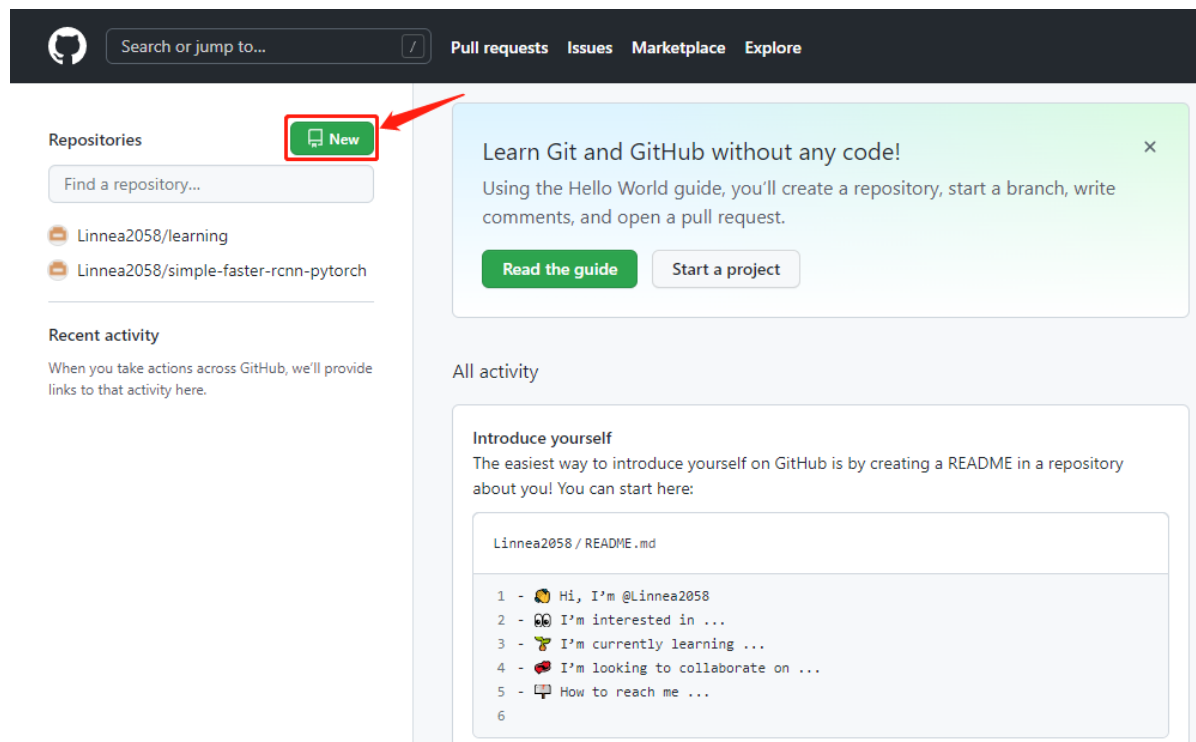 Search or jump to...
/
Pull requests Issues Marketplace Explore
Repositories
New
Find a repository...
Linnea2058/learning
Linnea2058/simple-faster-rcnn-pytorch
Recent activity
When you take actions across GitHub, we’ll provide
links to that activity here.
Learn Git and GitHub without any code!
Using the Hello World guide, you’ll create a repository, start a branch, write
comments, and open a pull request.
Read the guide
Start a project
All activity
Introduce yourself
The easiest way to introduce yourself on GitHub is by creating a README in a repository
about you! You can start here:
Linnea2058/README.md
1 - 👋 Hi, I’m @Linnea2058
2 - 👀 I’m interested in ...
3 - 🌱 I’m currently learning ...
4 - 💞️ I’m looking to collaborate on ...
5 - 📫 How to reach me ...
6